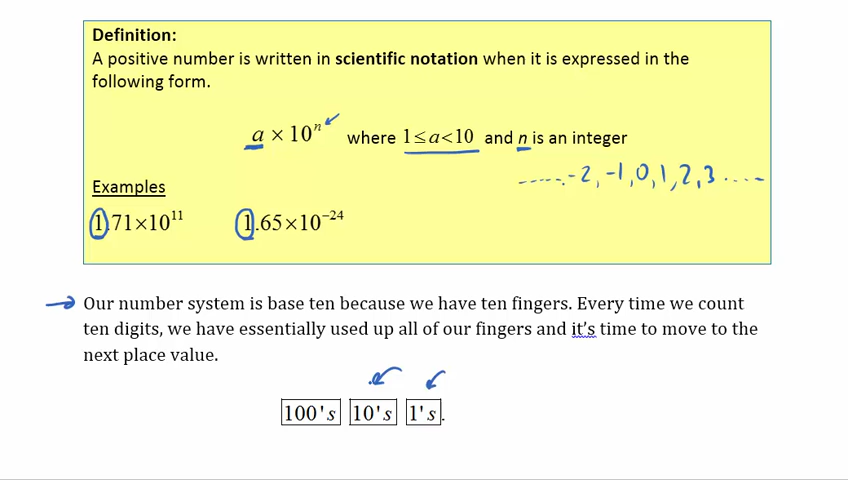 Definition:
A positive number is written in scientific notation when it is expressed in the
following form.
a × 10ⁿ where 1 ≤ a < 10 and n is an integer
......-2, -1, 0, 1, 2, 3 ....
Examples
1.71×10¹¹ 1.65×10⁻²⁴
Our number system is base ten because we have ten fingers. Every time we count
ten digits, we have essentially used up all of our fingers and it's time to move to the
next place value.
100's 10's 1's.